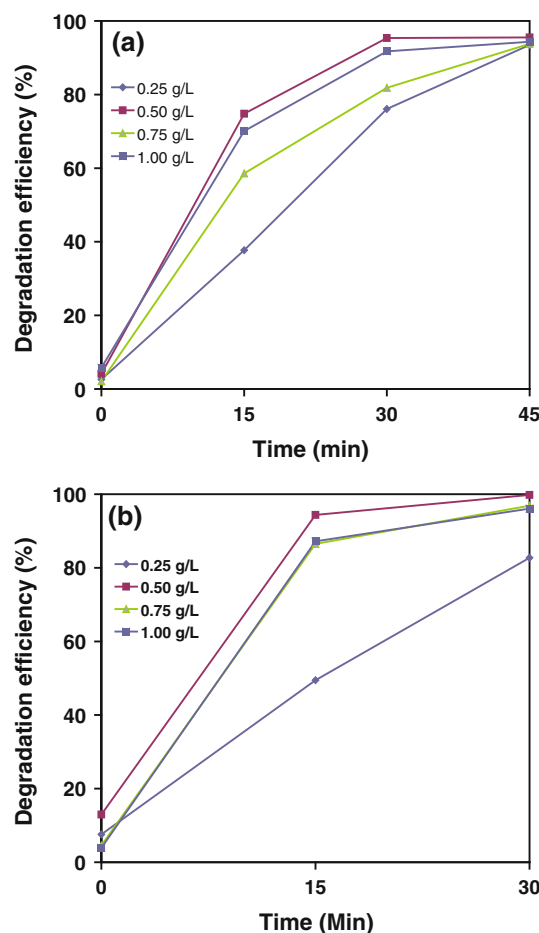 (a)
Degradation efficiency (%)
100
80
60
40
20
0
0.25 g/L
0.50 g/L
0.75 g/L
1.00 g/L
0 15 30 45
Time (min)
(b)
Degradation efficiency (%)
100
80
60
40
20
0
0.25 g/L
0.50 g/L
0.75 g/L
1.00 g/L
0 15 30
Time (Min)